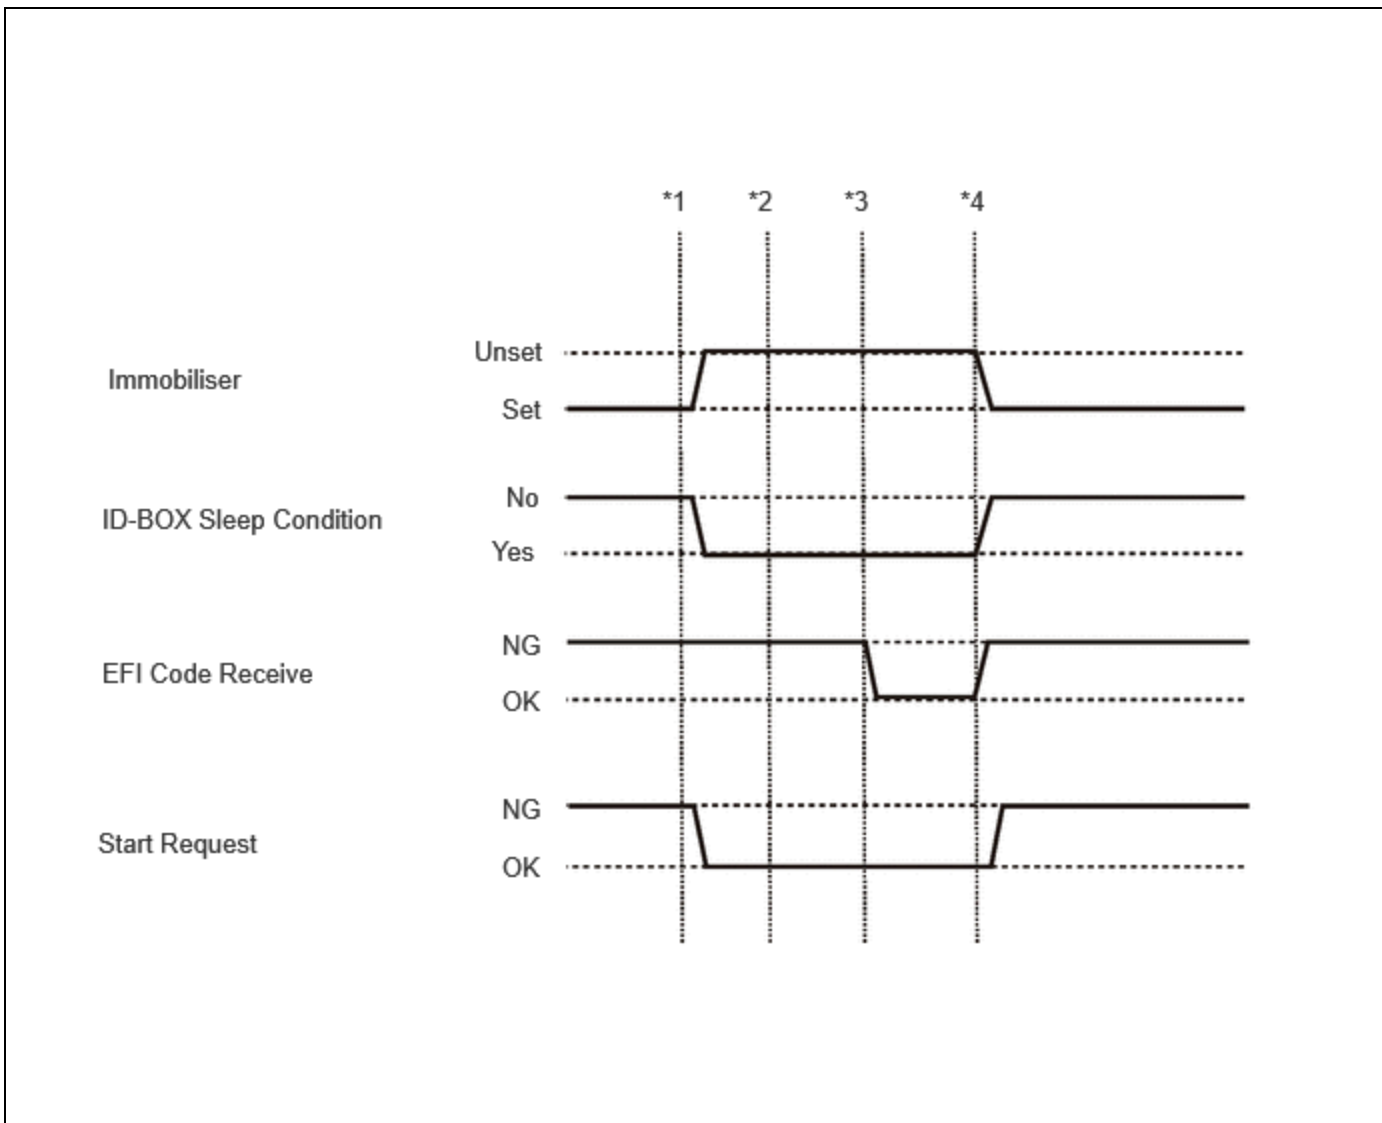 *1 *2 *3 *4
Unset
Immobiliser
Set
No
ID-BOX Sleep Condition
Yes
NG
EFI Code Receive
OK
NG
Start Request
OK